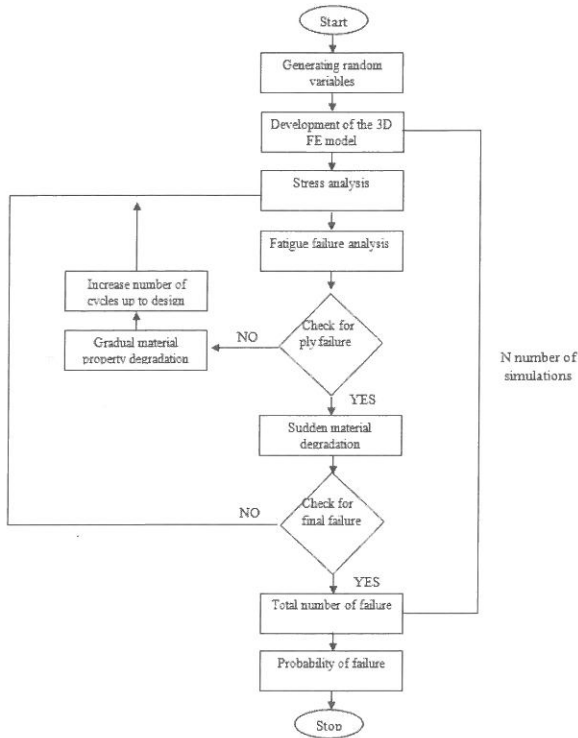 Start
Generating random
variables
Development of the 3D
FE model
Stress analysis
Fatigue failure analysis
Increase number of
cycles up to design
Gradual material
property degradation
NO
Check for
ply failure
YES
N number of
simulations
Sudden material
degradation
NO
Check for
final failure
YES
Total number of failure
Probability of failure
Stop